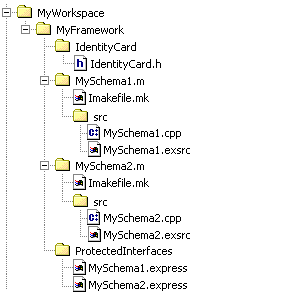 MyWorkspace
MyFramework
IdentityCard
h IdentityCard.h
MySchema1.m
Imakefile.mk
src
C: MySchema1.cpp
MySchema1.exsrc
MySchema2.m
Imakefile.mk
src
C: MySchema2.cpp
MySchema2.exsrc
ProtectedInterfaces
MySchema1.express
MySchema2.express